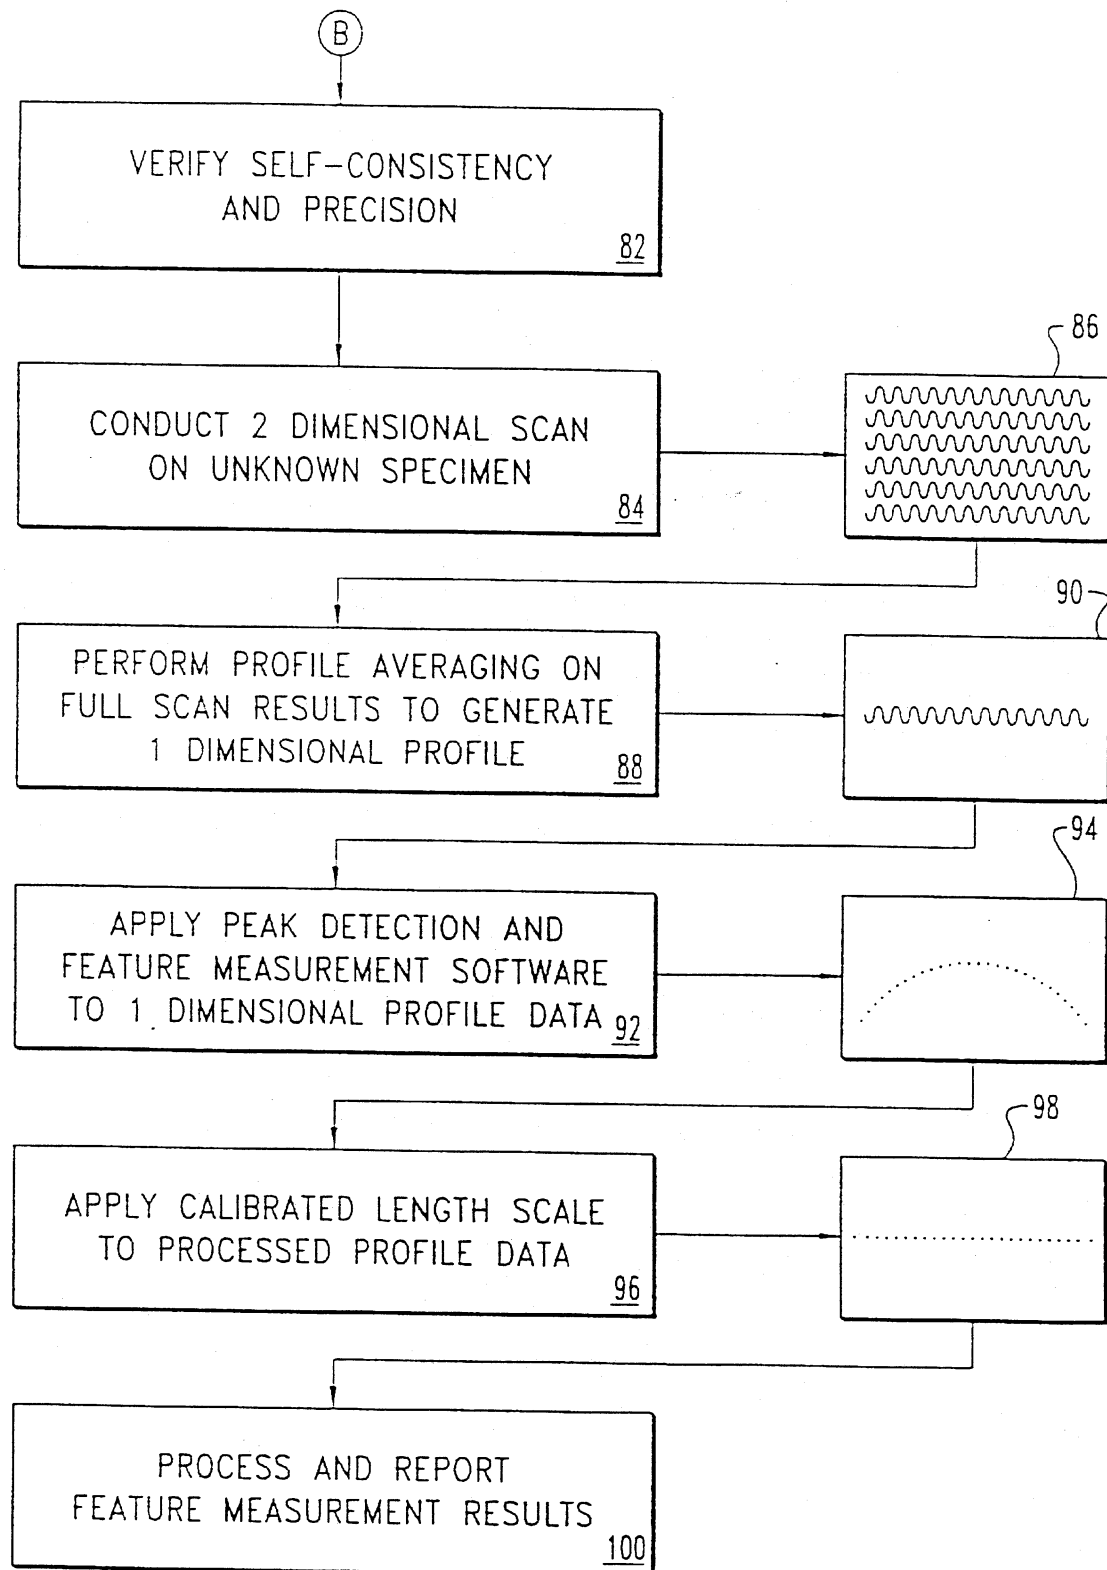 B
VERIFY SELF-CONSISTENCY
AND PRECISION
82
86
CONDUCT 2 DIMENSIONAL SCAN
ON UNKNOWN SPECIMEN
84
90
PERFORM PROFILE AVERAGING ON
FULL SCAN RESULTS TO GENERATE
1 DIMENSIONAL PROFILE
88
94
APPLY PEAK DETECTION AND
FEATURE MEASUREMENT SOFTWARE
TO 1 DIMENSIONAL PROFILE DATA
92
98
APPLY CALIBRATED LENGTH SCALE
TO PROCESSED PROFILE DATA
96
PROCESS AND REPORT
FEATURE MEASUREMENT RESULTS
100